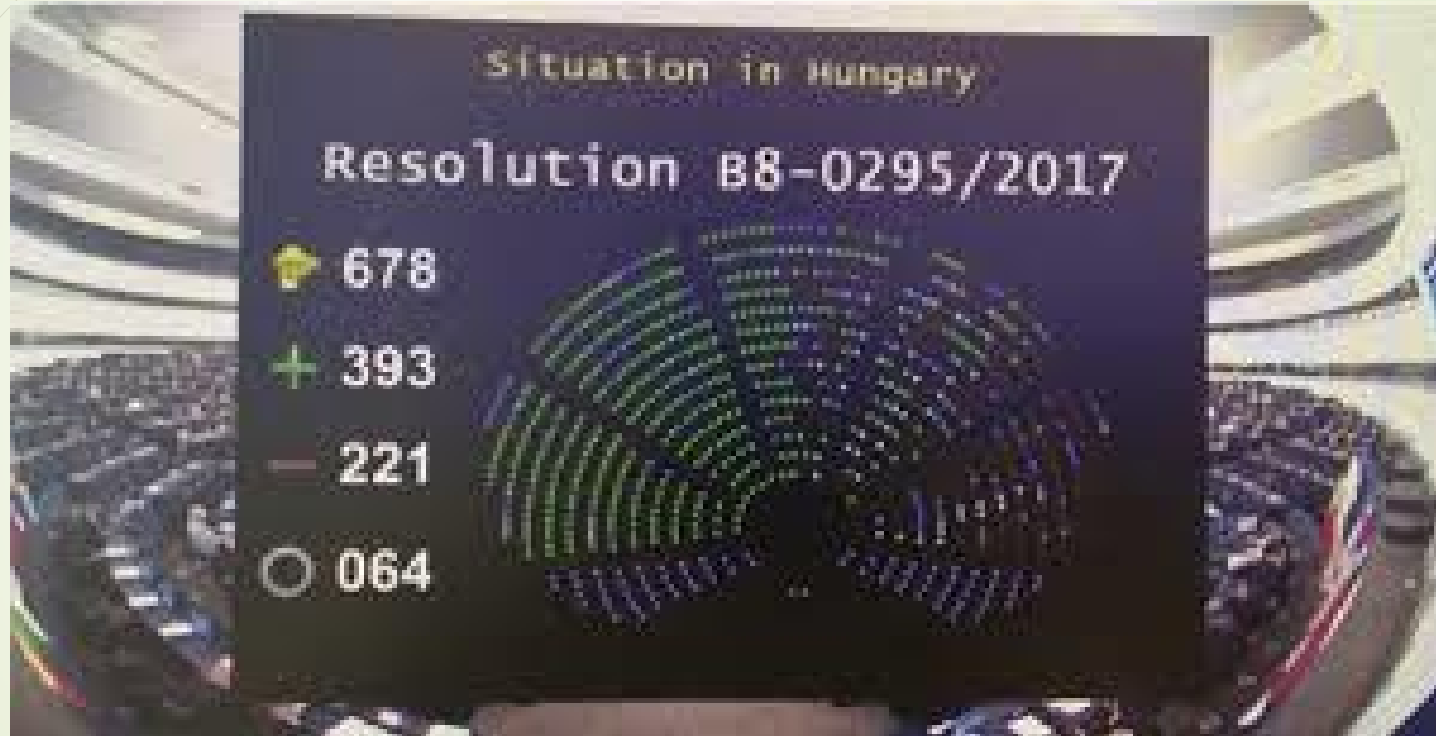 Situation in Hungary
Resolution B8-0295/2017
678
+ 393
— 221
064